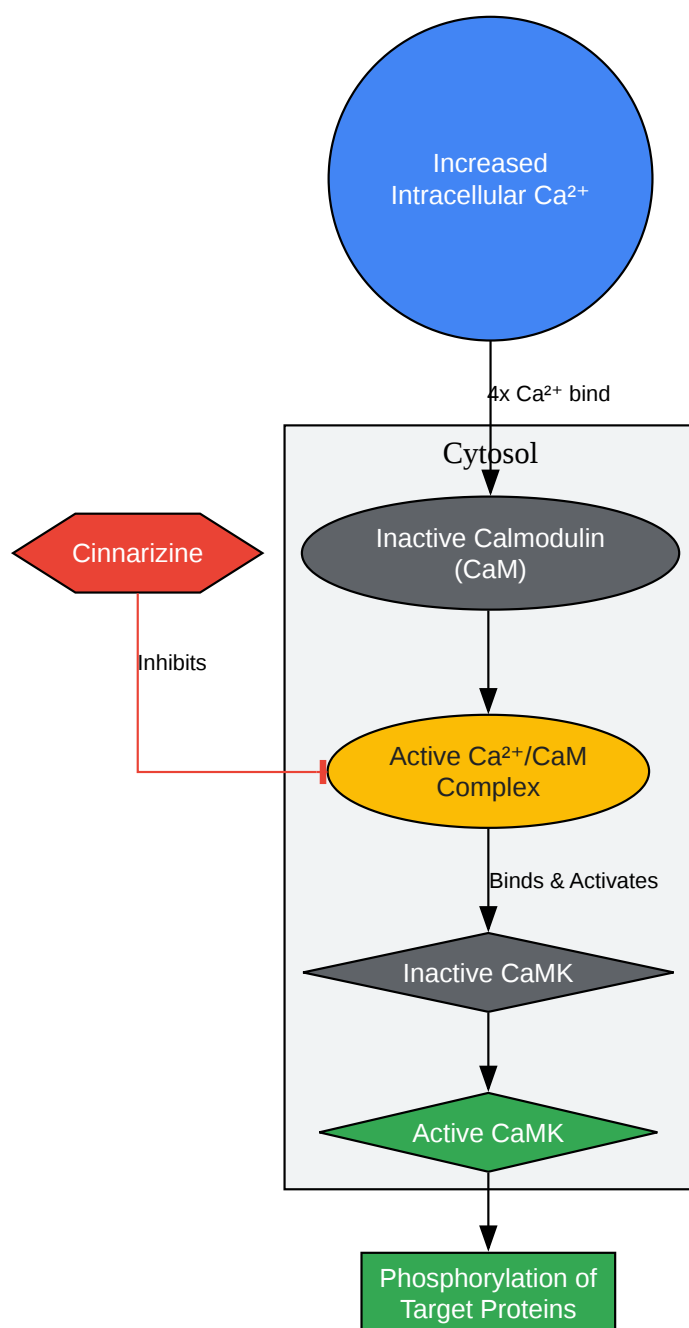 Increased
Intracellular Ca²⁺
4x Ca²⁺ bind
Cytosol
Cinnarizine
Inactive Calmodulin
(CaM)
Inhibits
Active Ca²⁺/CaM
Complex
Binds & Activates
Inactive CaMK
Active CaMK
Phosphorylation of
Target Proteins